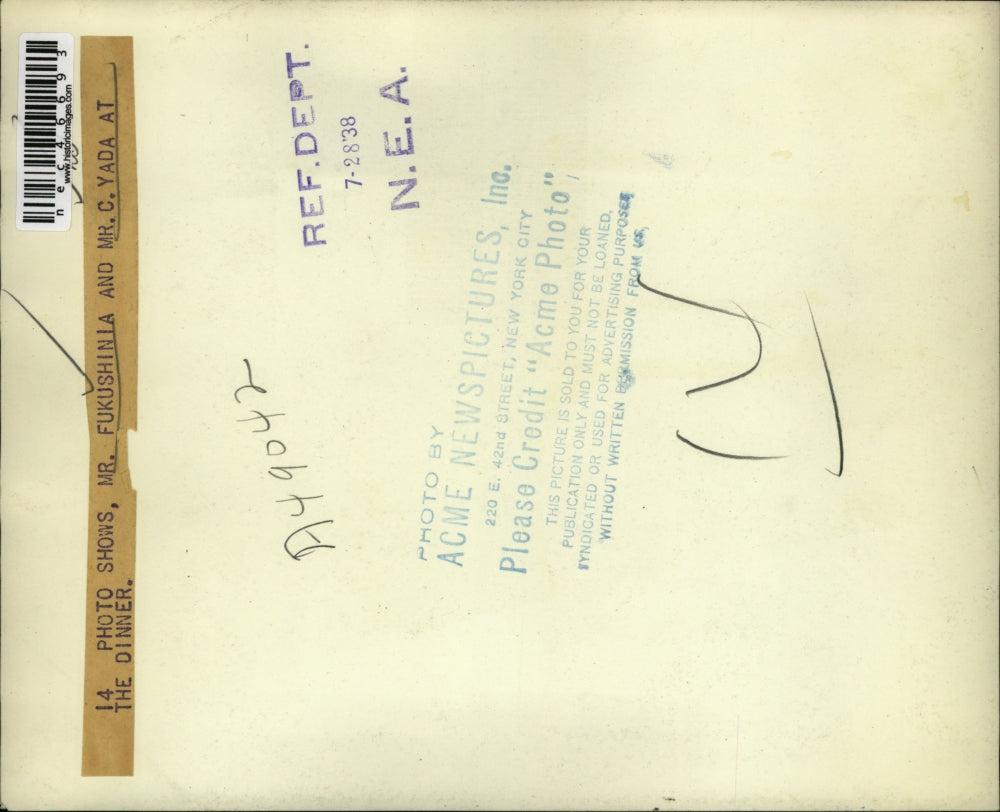 nec46693
www.historicimages.com
14 PHOTO SHOWS, MR. FUKUSHINIA AND MR. C. YADA AT
THE DINNER.
REF. DEPT.
7-28'38
N.E.A.
PHOTO BY
ACME NEWSPICTURES, Inc.
220 E. 42nd STREET, NEW YORK CITY
Please Credit "Acme Photo"
THIS PICTURE IS SOLD TO YOU FOR YOUR
PUBLICATION ONLY AND MUST NOT BE LOANED,
SYNDICATED OR USED FOR ADVERTISING PURPOSES
WITHOUT WRITTEN PERMISSION FROM US,